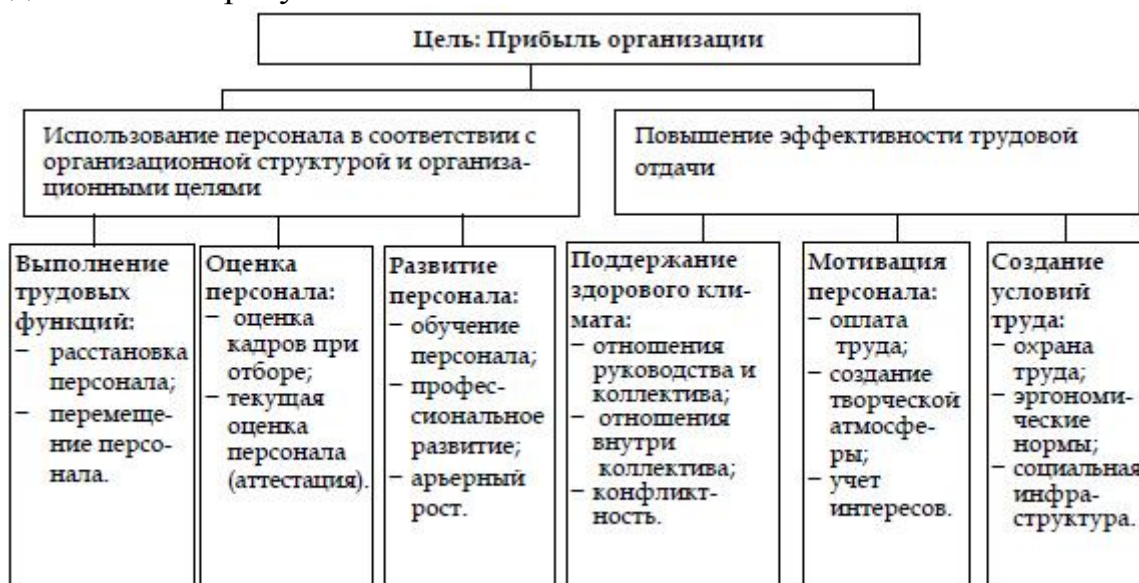 Цель: Прибыль организации
Использование персонала в соответствии с
организационной структурой и организа-
ционными целями
Повышение эффективности трудовой
отдачи
Выполнение
трудовых
функций:
– расстановка
персонала;
– перемеще-
ние персо-
нала.
Оценка
персонала:
– оценка
кадров при
отборе;
– текущая
оценка
персонала
(аттестация).
Развитие
персонала:
– обучение
персонала;
– профес-
сиональное
развитие;
– арьерный
рост.
Поддержание
здорового кли-
мата:
– отношения
руководства и
коллектива;
– отношения
внутри
коллектива;
– конфликт-
ность.
Мотивация
персонала:
– оплата
труда;
– создание
творческой
атмосфе-
ры;
– учет
интересов.
Создание
условий
труда:
– охрана
труда;
– эргономи-
ческие
нормы;
– социальная
инфра-
структура.